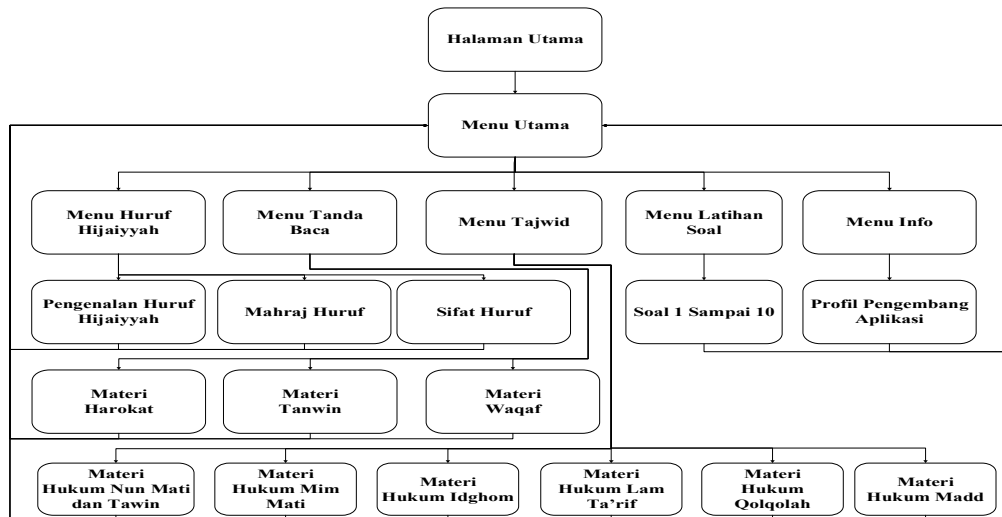 Halaman Utama
Menu Utama
Menu Huruf
Hijaiyyah
Menu Tanda
Baca
Menu Tajwid
Menu Latihan
Soal
Menu Info
Pengenalan Huruf
Hijaiyyah
Mahraj Huruf
Sifat Huruf
Soal 1 Sampai 10
Profil Pengembang
Aplikasi
Materi
Harokat
Materi
Tanwin
Materi
Waqaf
Materi
Hukum Nun Mati
dan Tawin
Materi
Hukum Mim
Mati
Materi
Hukum Idghom
Materi
Hukum Lam
Ta’rif
Materi
Hukum
Qolqolah
Materi
Hukum Madd